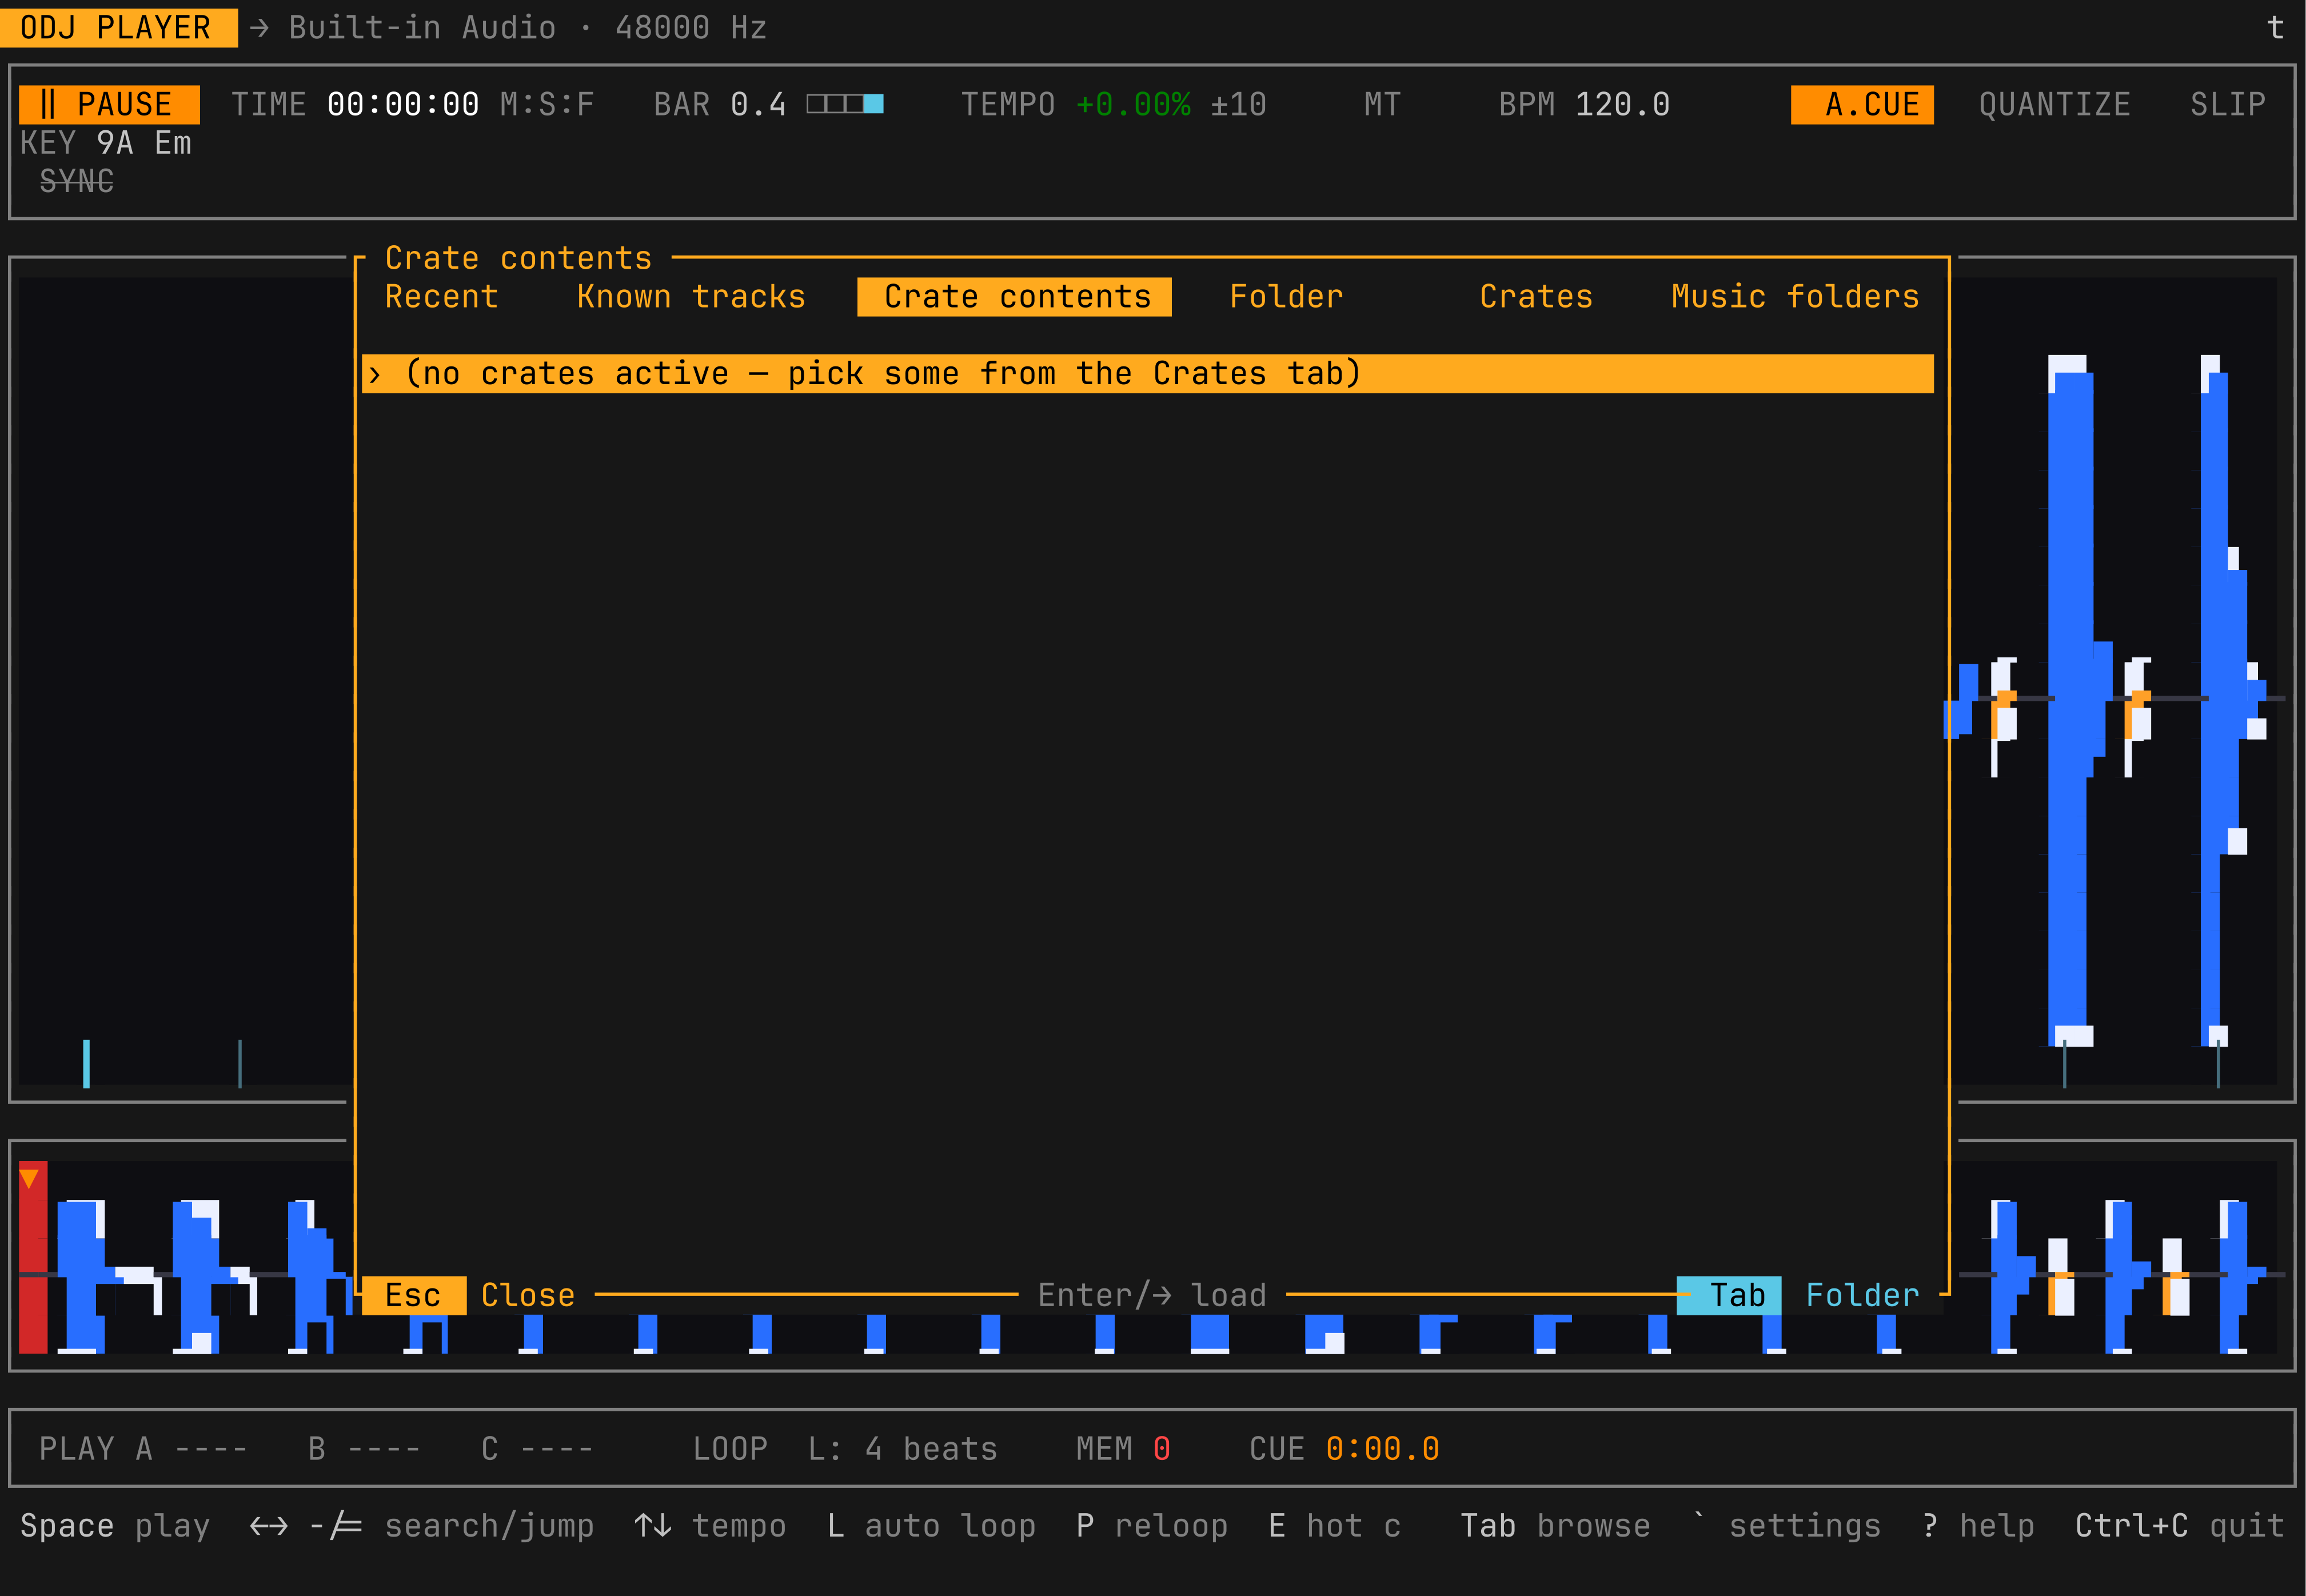 ODJ PLAYER → Built-in Audio · 48000 Hz t
‖ PAUSE TIME 00:00:00 M:S:F BAR 0.4 TEMPO +0.00% ±10 MT BPM 120.0 A.CUE QUANTIZE SLIP
KEY 9A Em
SYNC
Crate contents
Recent Known tracks Crate contents Folder Crates Music folders
› (no crates active — pick some from the Crates tab)
Esc Close Enter/→ load Tab Folder
PLAY A ---- B ---- C ---- LOOP L: 4 beats MEM 0 CUE 0:00.0
Space play ←→ -/= search/jump ↑↓ tempo L auto loop P reloop E hot c Tab browse ` settings ? help Ctrl+C quit